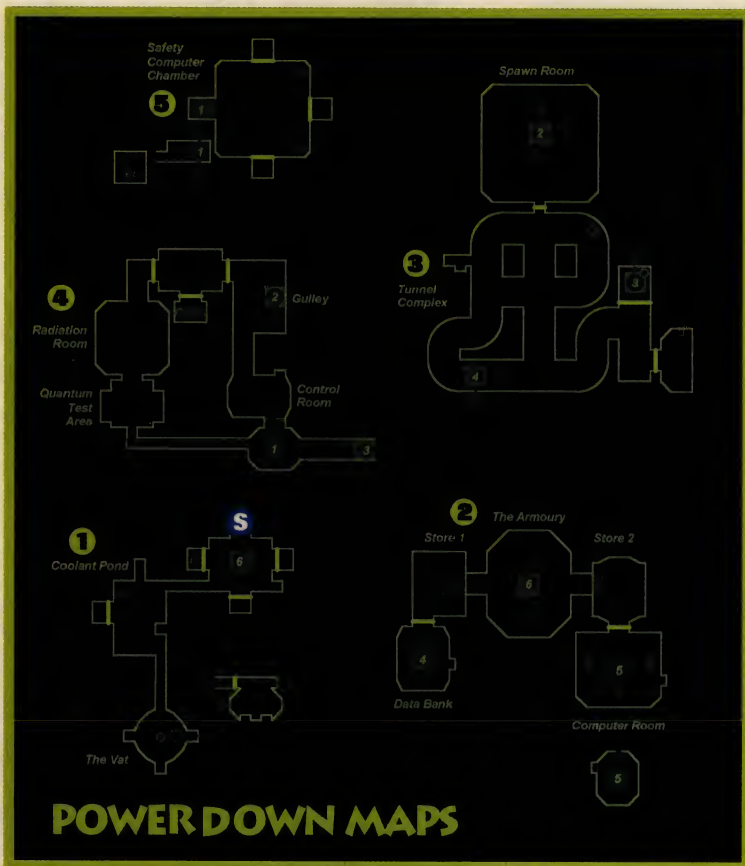 Safety
Computer
Chamber
5
1
1
Spawn Room
2
3
Tunnel
Complex
3
4
4
Radiation
Room
2
Gulley
Quantum
Test
Area
Control
Room
1
3
1
Coolant Pond
S
6
The Vat
2
The Armoury
Store 1
Store 2
6
4
Data Bank
5
Computer Room
5
POWER DOWN MAPS